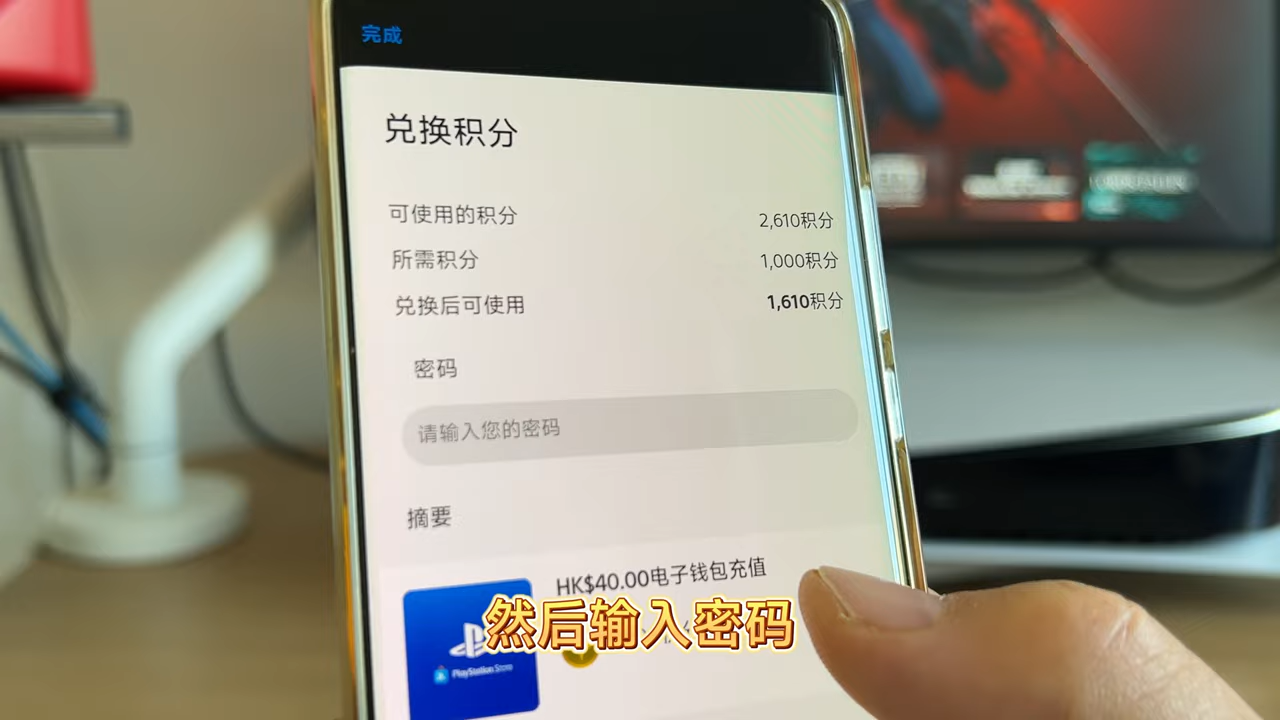 完成
兑换积分
可使用的积分 2,610积分
所需积分 1,000积分
兑换后可使用 1,610积分
密码
请输入您的密码
摘要
HK$40.00电子钱包充值
然后输入密码
PlayStation Store